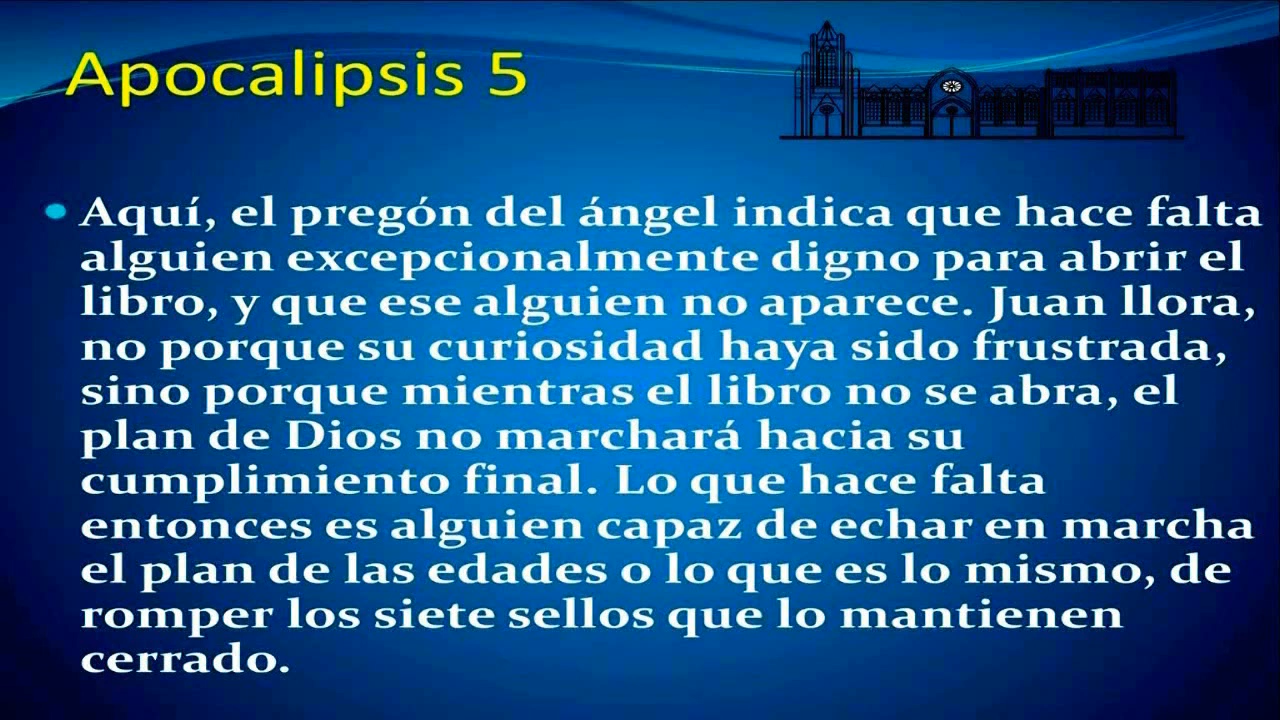 Apocalipsis 5
• Aquí, el pregón del ángel indica que hace falta
alguien excepcionalmente digno para abrir el
libro, y que ese alguien no aparece. Juan llora,
no porque su curiosidad haya sido frustrada,
sino porque mientras el libro no se abra, el
plan de Dios no marchará hacia su
cumplimiento final. Lo que hace falta
entonces es alguien capaz de echar en marcha
el plan de las edades o lo que es lo mismo, de
romper los siete sellos que lo mantienen
cerrado.